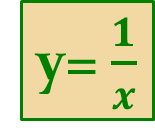 y= 1/x